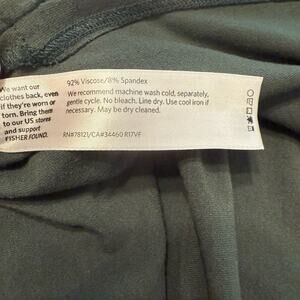 We want our
clothes back, even
if they're worn or
torn. Bring them
to our US stores
and support
FISHER FOUND.
92% Viscose/8% Spandex
We recommend machine wash cold, separately,
gentle cycle. No bleach. Line dry. Use cool iron if
necessary. May be dry cleaned.
RN#78121/CA#34460 R17VF